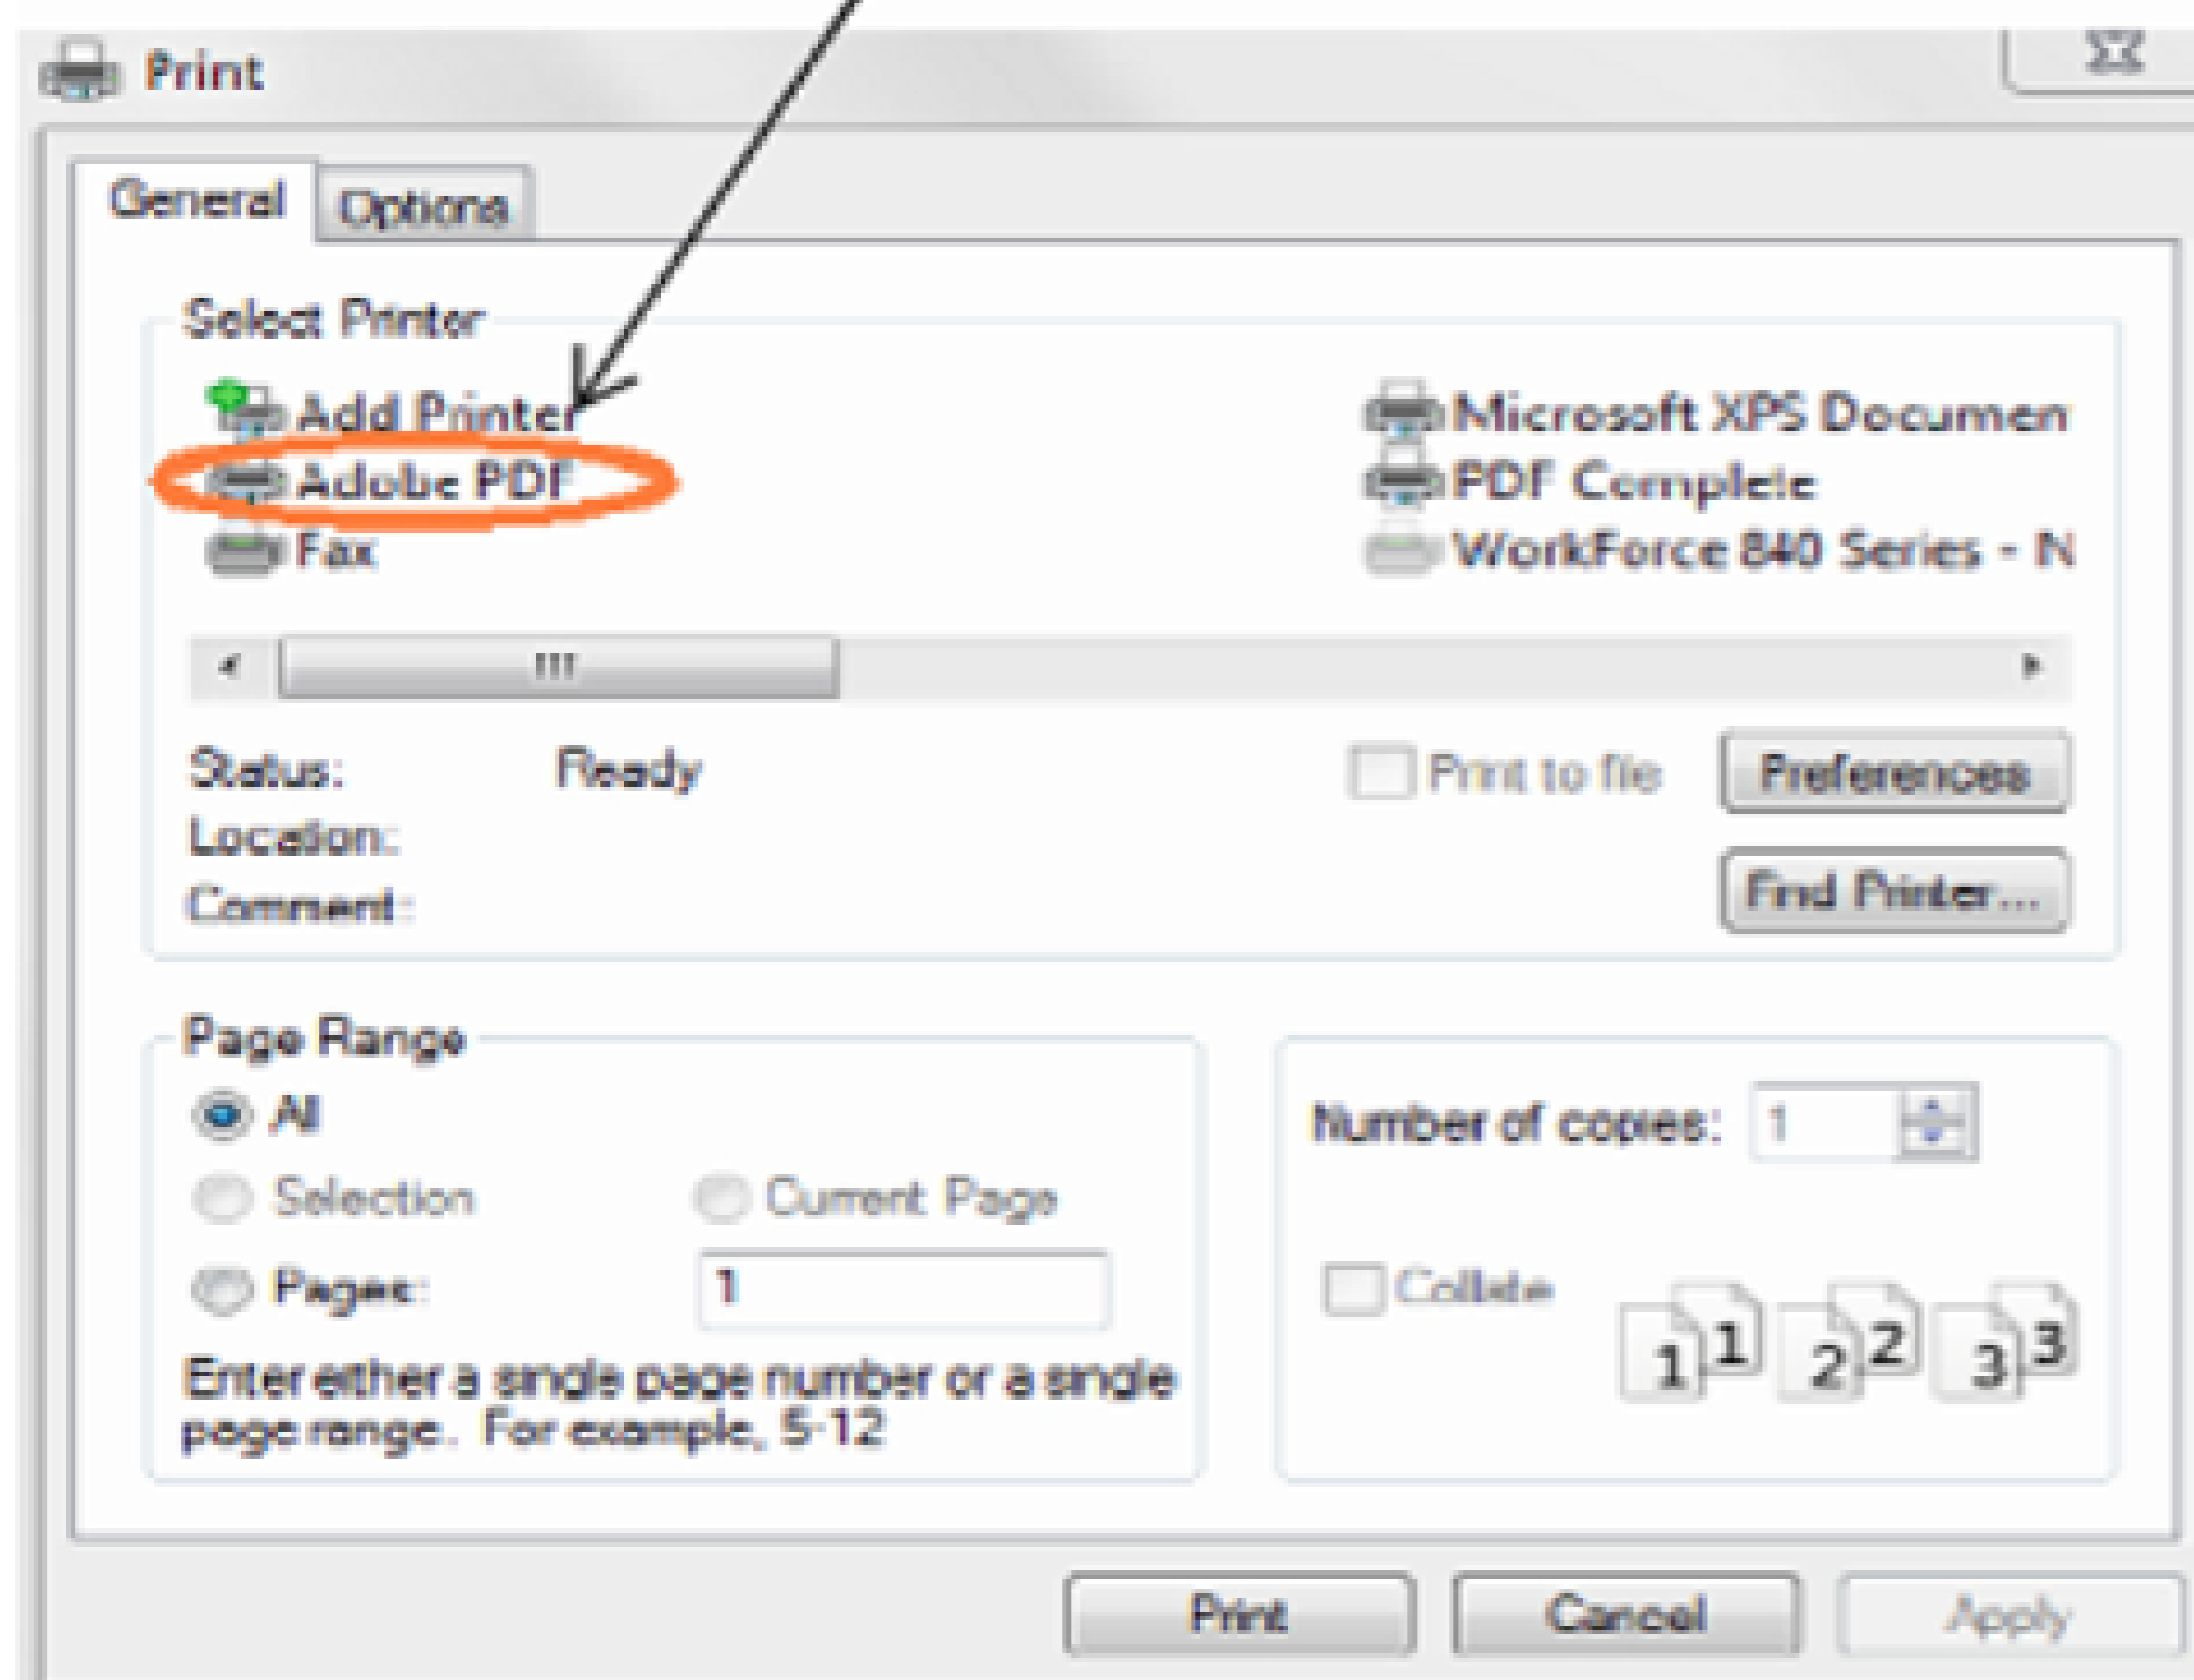 Print
General Options
Select Printer
Add Printer
Adobe PDF
Fax
Microsoft XPS Documen
PDF Complete
WorkForce 840 Series - N
Status: Ready
Location:
Comment:
Print to file
Preferences
Find Printer...
Page Range
All
Selection Current Page
Pages: 1
Enter either a single page number or a single
page range. For example, 5-12
Number of copies: 1
Collate
1 1 2 2 3 3
Print Cancel Apply